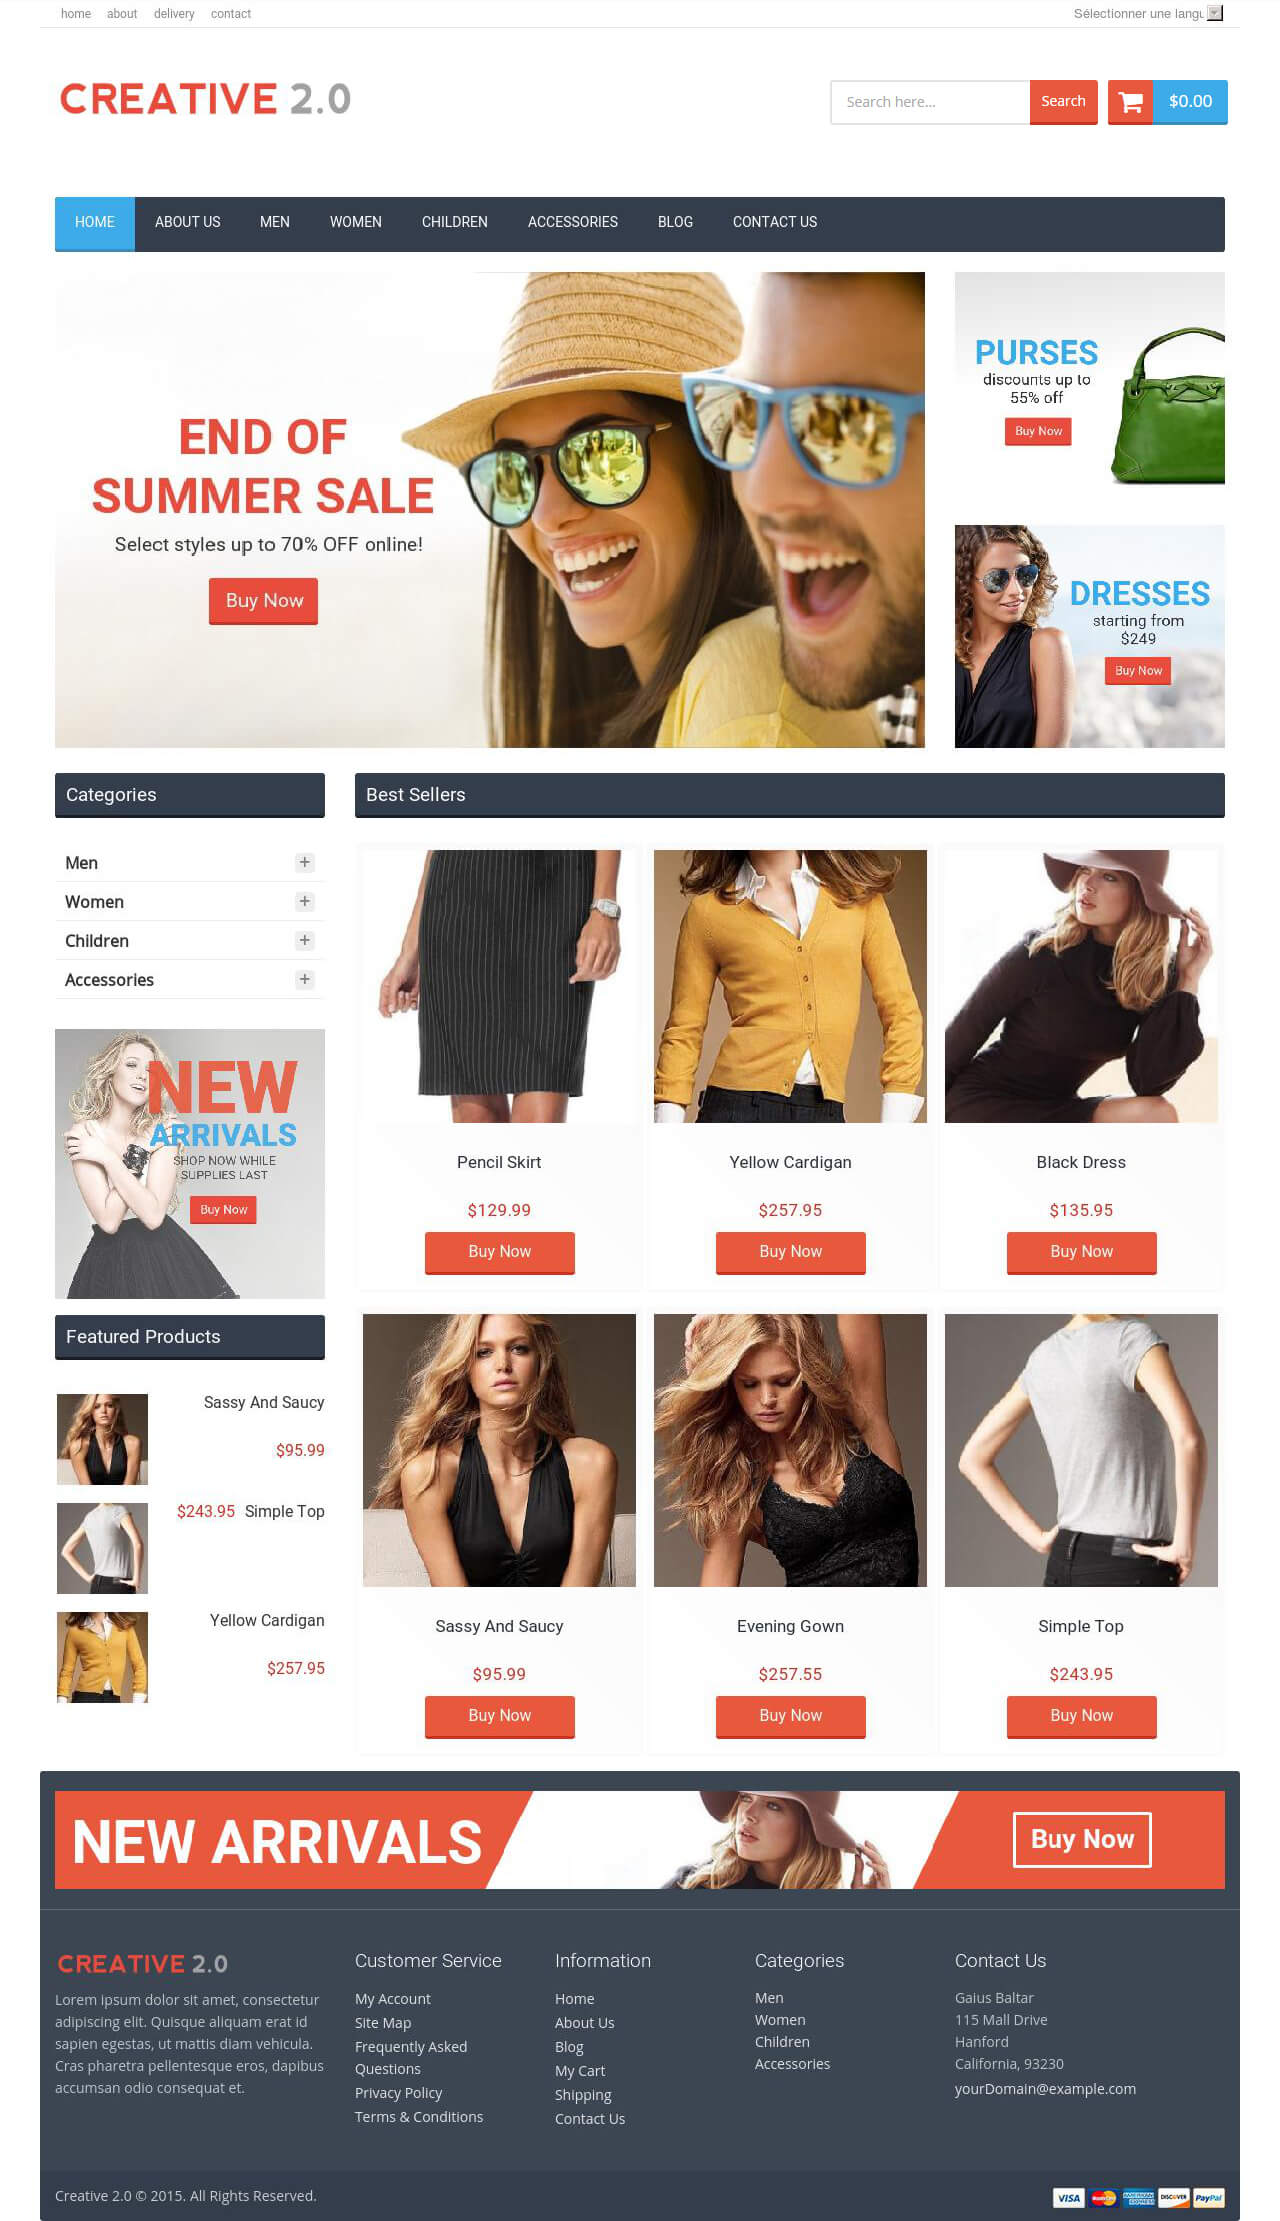 home about delivery contact
Sélectionner une langu
CREATIVE 2.0
Search here...
Search
$0.00
HOME ABOUT US MEN WOMEN CHILDREN ACCESSORIES BLOG CONTACT US
END OF
SUMMER SALE
Select styles up to 70% OFF online!
Buy Now
PURSES
discounts up to
55% off
Buy Now
DRESSES
starting from
$249
Buy Now
Categories
Men +
Women +
Children +
Accessories +
NEW
ARRIVALS
SHOP NOW WHILE
SUPPLIES LAST
Buy Now
Featured Products
Sassy And Saucy
$95.99
$243.95 Simple Top
Yellow Cardigan
$257.95
Best Sellers
Pencil Skirt
$129.99
Buy Now
Yellow Cardigan
$257.95
Buy Now
Black Dress
$135.95
Buy Now
Sassy And Saucy
$95.99
Buy Now
Evening Gown
$257.55
Buy Now
Simple Top
$243.95
Buy Now
NEW ARRIVALS
Buy Now
CREATIVE 2.0
Lorem ipsum dolor sit amet, consectetur
adipiscing elit. Quisque aliquam erat id
sapien egestas, ut mattis diam vehicula.
Cras pharetra pellentesque eros, dapibus
accumsan odio consequat et.
Customer Service
My Account
Site Map
Frequently Asked
Questions
Privacy Policy
Terms & Conditions
Information
Home
About Us
Blog
My Cart
Shipping
Contact Us
Categories
Men
Women
Children
Accessories
Contact Us
Gaius Baltar
115 Mall Drive
Hanford
California, 93230
yourDomain@example.com
Creative 2.0 © 2015. All Rights Reserved.
VISA MasterCard AMERICAN EXPRESS DISCOVER PayPal